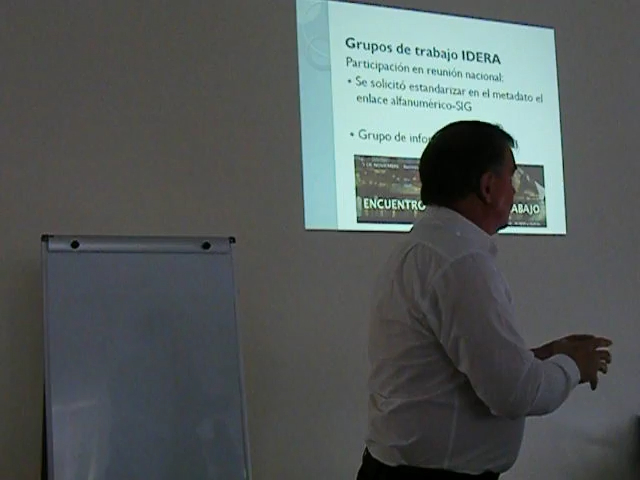 Grupos de trabajo IDERA
Participación en reunión nacional:
• Se solicitó estandarizar en el metadato el
enlace alfanumérico-SIG
• Grupo de info
ENCUENTRO ABAJO